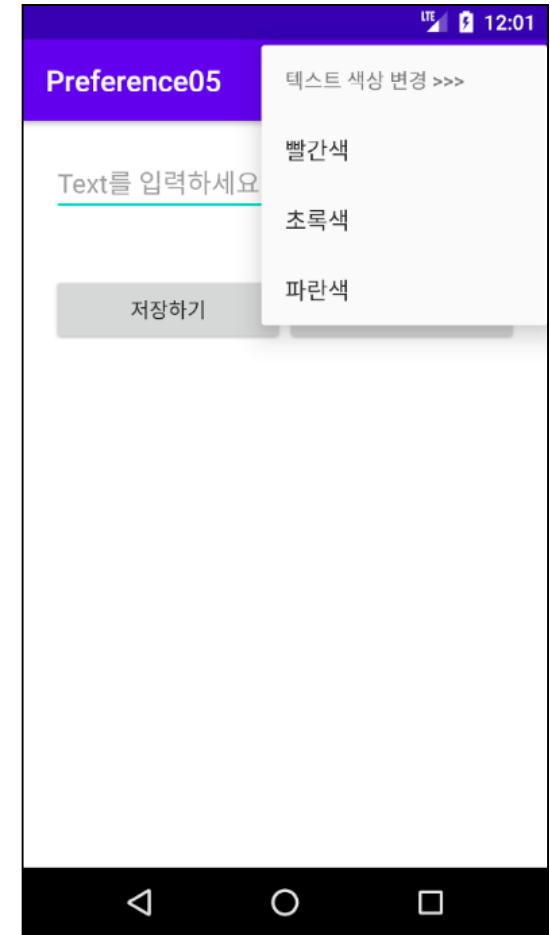 LTE 12:01
Preference05
텍스트 색상 변경 >>>
빨간색
Text를 입력하세요
초록색
파란색
저장하기